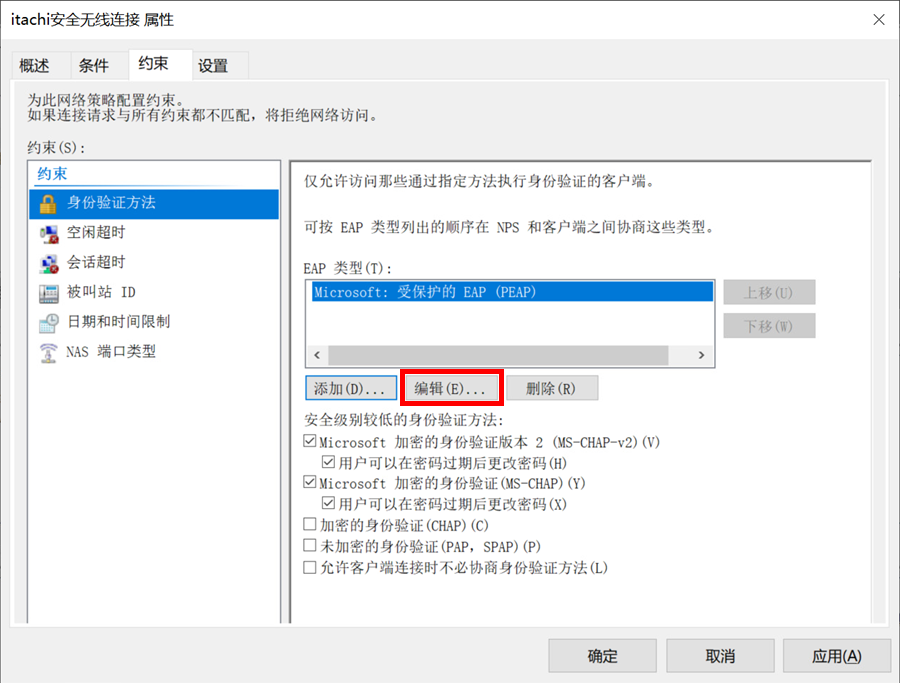 itachi安全无线连接 属性
概述 条件 约束 设置
为此网络策略配置约束。
如果连接请求与所有约束都不匹配，将拒绝网络访问。
约束(S):
约束
身份验证方法
空闲超时
会话超时
被叫站 ID
日期和时间限制
NAS 端口类型
仅允许访问那些通过指定方法执行身份验证的客户端。
可按 EAP 类型列出的顺序在 NPS 和客户端之间协商这些类型。
EAP 类型(T):
Microsoft: 受保护的 EAP (PEAP)
上移(U)
下移(W)
添加(D)... 编辑(E)... 删除(R)
安全级别较低的身份验证方法:
Microsoft 加密的身份验证版本 2 (MS-CHAP-v2)(V)
用户可以在密码过期后更改密码(H)
Microsoft 加密的身份验证(MS-CHAP)(Y)
用户可以在密码过期后更改密码(X)
加密的身份验证(CHAP)(C)
未加密的身份验证(PAP，SPAP)(P)
允许客户端连接时不必协商身份验证方法(L)
确定 取消 应用(A)